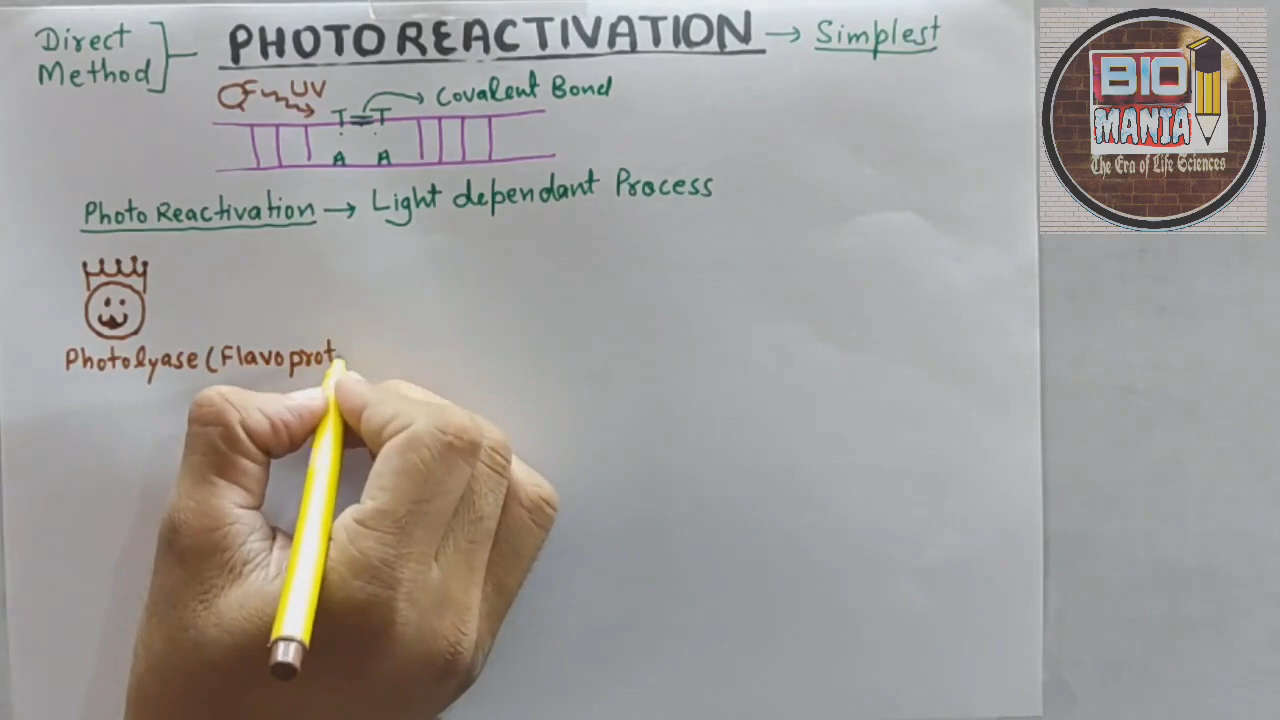 Direct Method
PHOTOREACTIVATION → Simplest
UV
T = T → Covalent Bond
A A
Photo Reactivation → Light dependant Process
Photolyase (Flavoprot
BIO
MANIA
The Era of Life Sciences